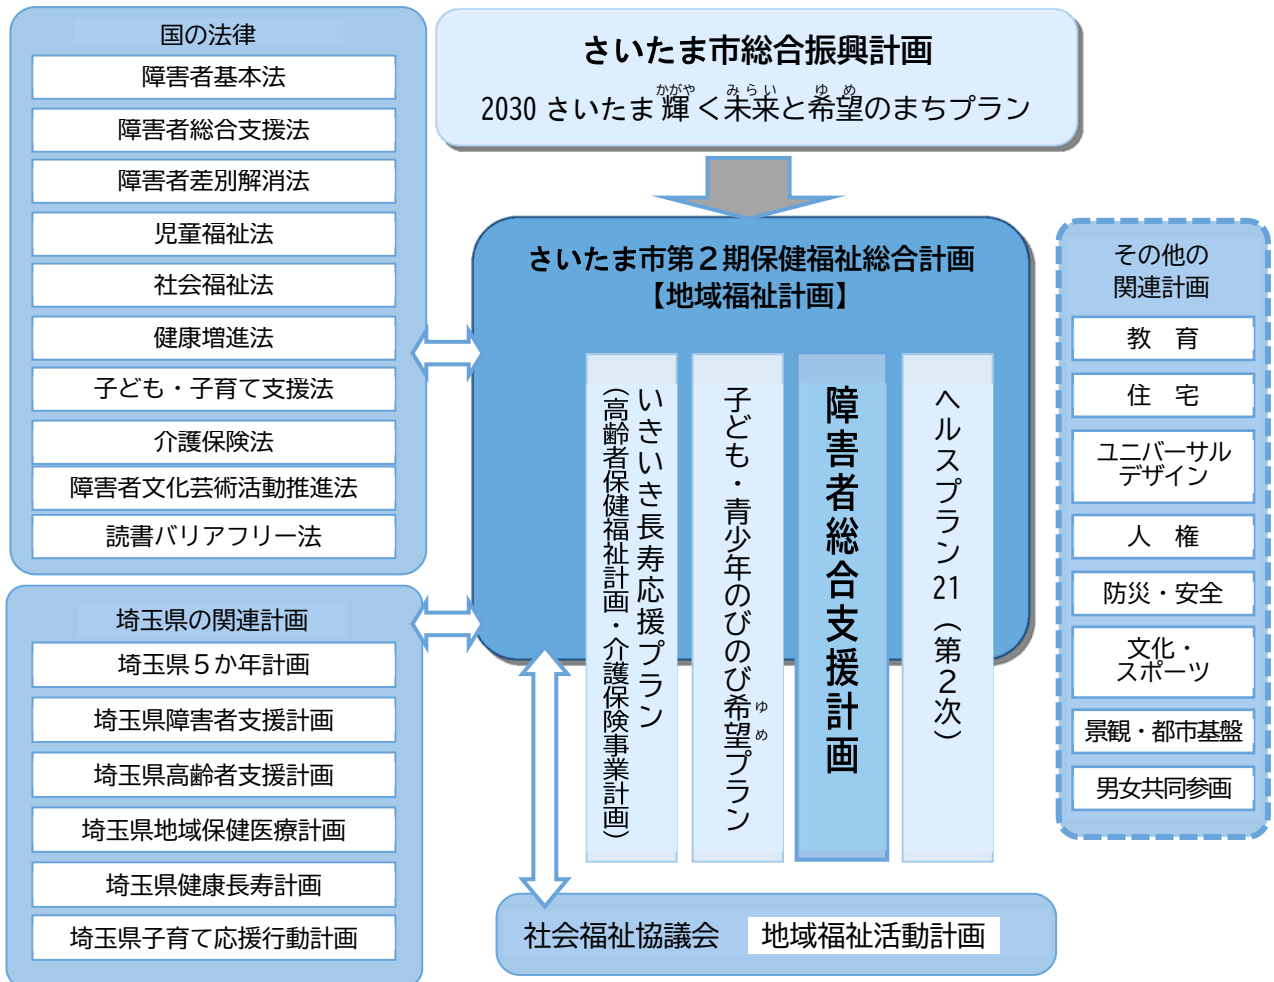 国の法律
障害者基本法
障害者総合支援法
障害者差別解消法
児童福祉法
社会福祉法
健康増進法
子ども・子育て支援法
介護保険法
障害者文化芸術活動推進法
読書バリアフリー法
埼玉県の関連計画
埼玉県５か年計画
埼玉県障害者支援計画
埼玉県高齢者支援計画
埼玉県地域保健医療計画
埼玉県健康長寿計画
埼玉県子育て応援行動計画
さいたま市総合振興計画
かがや みらい ゆめ
2030 さいたま輝く未来と希望のまちプラン
さいたま市第２期保健福祉総合計画
【地域福祉計画】
いきいき長寿応援プラン
（高齢者保健福祉計画・介護保険事業計画）
子ども・青少年のびのび希望プラン
ゆめ
障害者総合支援計画
ヘルスプラン 21（第２次）
社会福祉協議会 地域福祉活動計画
その他の
関連計画
教　育
住　宅
ユニバーサル
デザイン
人　権
防災・安全
文化・
スポーツ
景観・都市基盤
男女共同参画